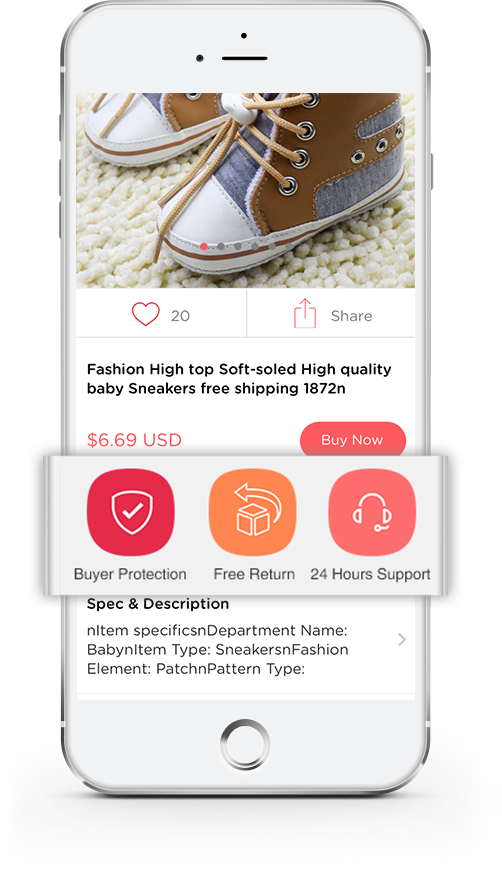 20
Share
Fashion High top Soft-soled High quality
baby Sneakers free shipping 1872n
$6.69 USD
Buy Now
Buyer Protection
Free Return
24 Hours Support
Spec & Description
nItem specificsnDepartment Name:
BabynItem Type: SneakersnFashion
Element: PatchnPattern Type: